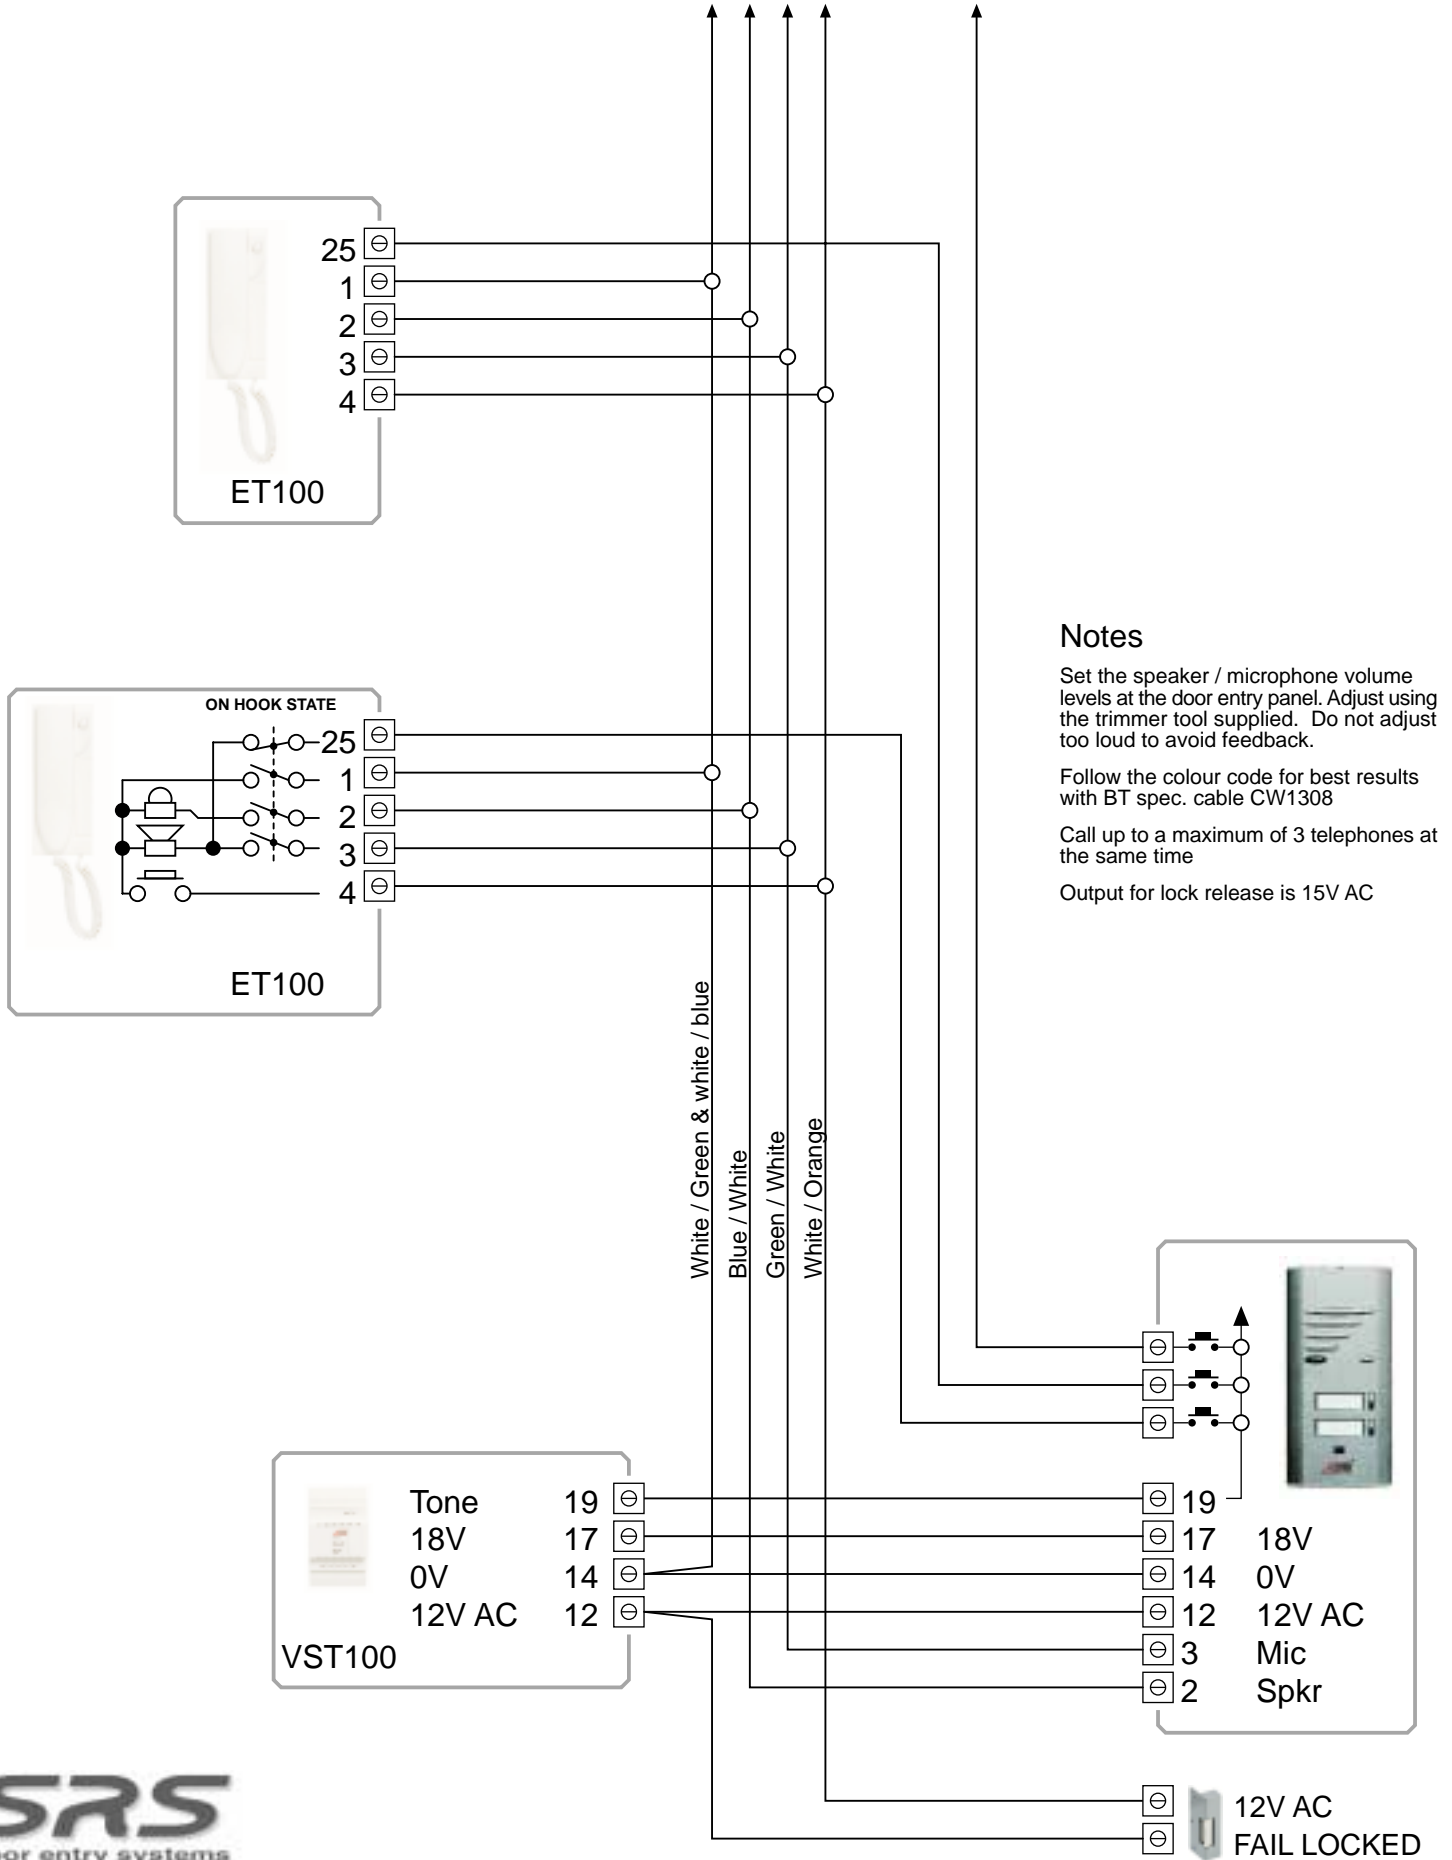 25
1
2
3
4
ET100
ON HOOK STATE
25
1
2
3
4
ET100
Notes
Set the speaker / microphone volume
levels at the door entry panel. Adjust using
the trimmer tool supplied. Do not adjust
too loud to avoid feedback.
Follow the colour code for best results
with BT spec. cable CW1308
Call up to a maximum of 3 telephones at
the same time
Output for lock release is 15V AC
White / Green & white / blue
Blue / White
Green / White
White / Orange
Tone 19
18V 17
0V 14
12V AC 12
VST100
19
17 18V
14 0V
12 12V AC
3 Mic
2 Spkr
12V AC
FAIL LOCKED
SRS
oor entry systems